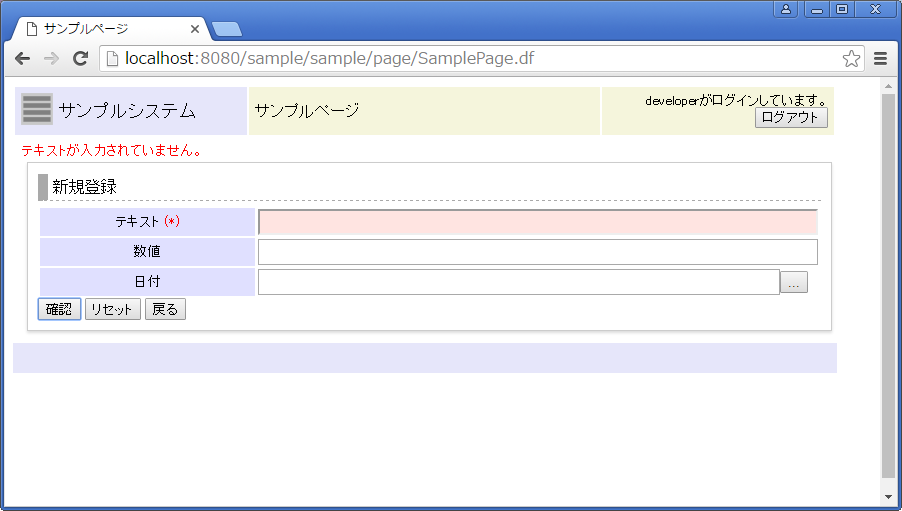 サンプルページ
localhost:8080/sample/sample/page/SamplePage.df
サンプルシステム
サンプルページ
developerがログインしています。
ログアウト
テキストが入力されていません。
新規登録
テキスト (*)
数値
日付
...
確認 リセット 戻る